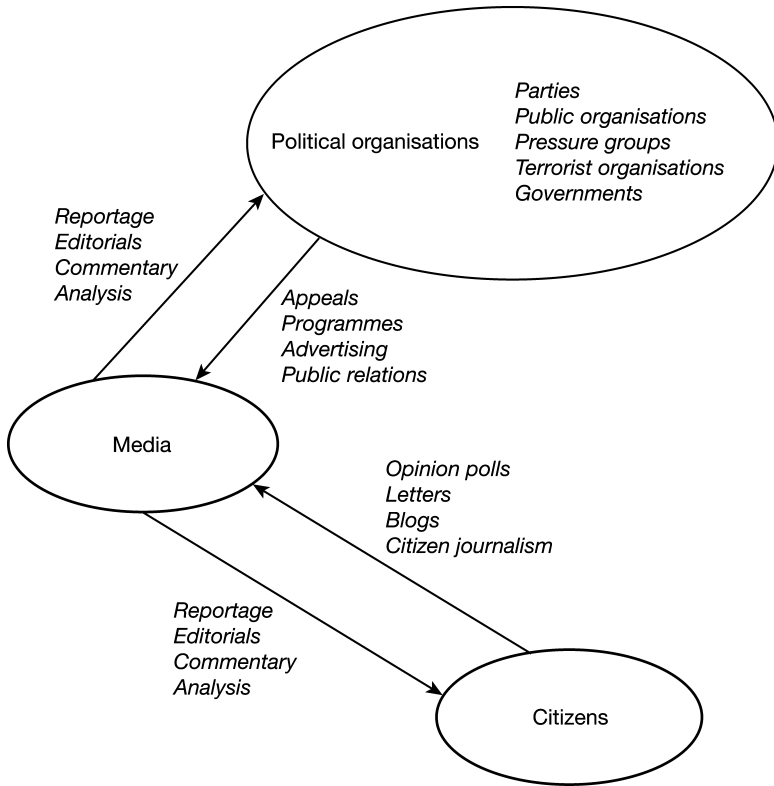 Political organisations
Parties
Public organisations
Pressure groups
Terrorist organisations
Governments
Reportage
Editorials
Commentary
Analysis
Appeals
Programmes
Advertising
Public relations
Media
Opinion polls
Letters
Blogs
Citizen journalism
Reportage
Editorials
Commentary
Analysis
Citizens